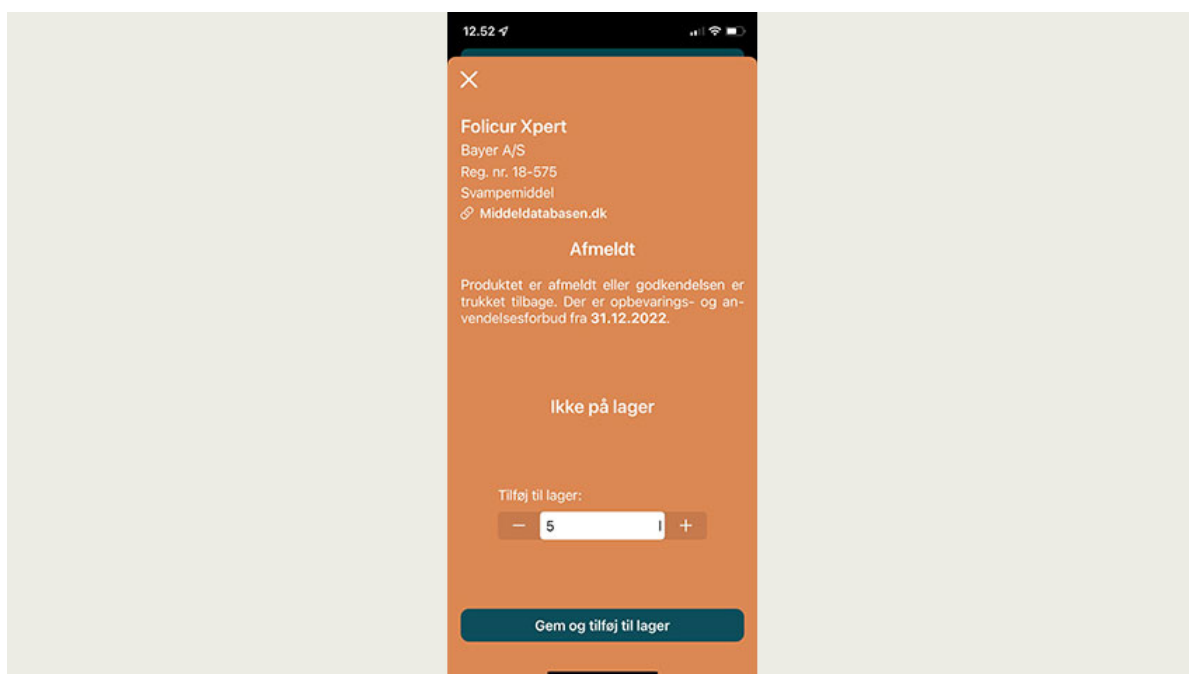 12.52
Folicur Xpert
Bayer A/S
Reg. nr. 18-575
Svampemiddel
Middeldatabasen.dk
Afmeldt
Produktet er afmeldt eller godkendelsen er
trukket tilbage. Der er opbevarings- og an-
vendelsesforbud fra 31.12.2022.
Ikke på lager
Tilføj til lager:
− 5 l +
Gem og tilføj til lager